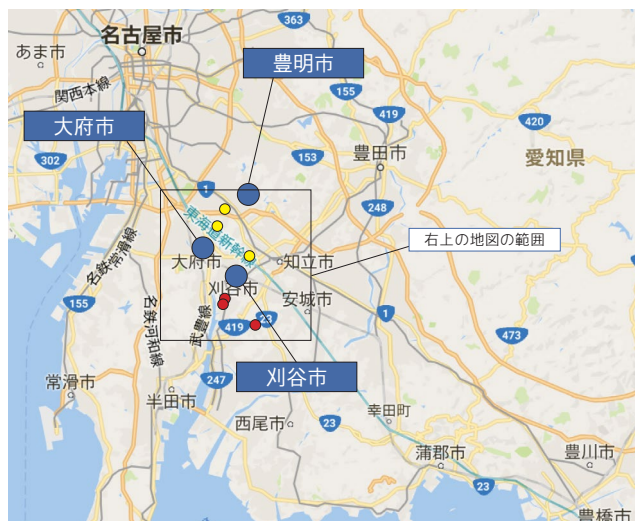 363
名古屋市
あま市
豊明市
関西本線
155
大府市
419
420
302
153
豊田市
愛知県
1
248
東海道新幹線
右上の地図の範囲
大府市
知立市
名鉄常滑線
刈谷市
安城市
155
名鉄河和線
武豊線
419
23
1
473
刈谷市
247
常滑市
半田市
幸田町
西尾市
23
蒲郡市
豊川市
23
豊橋市